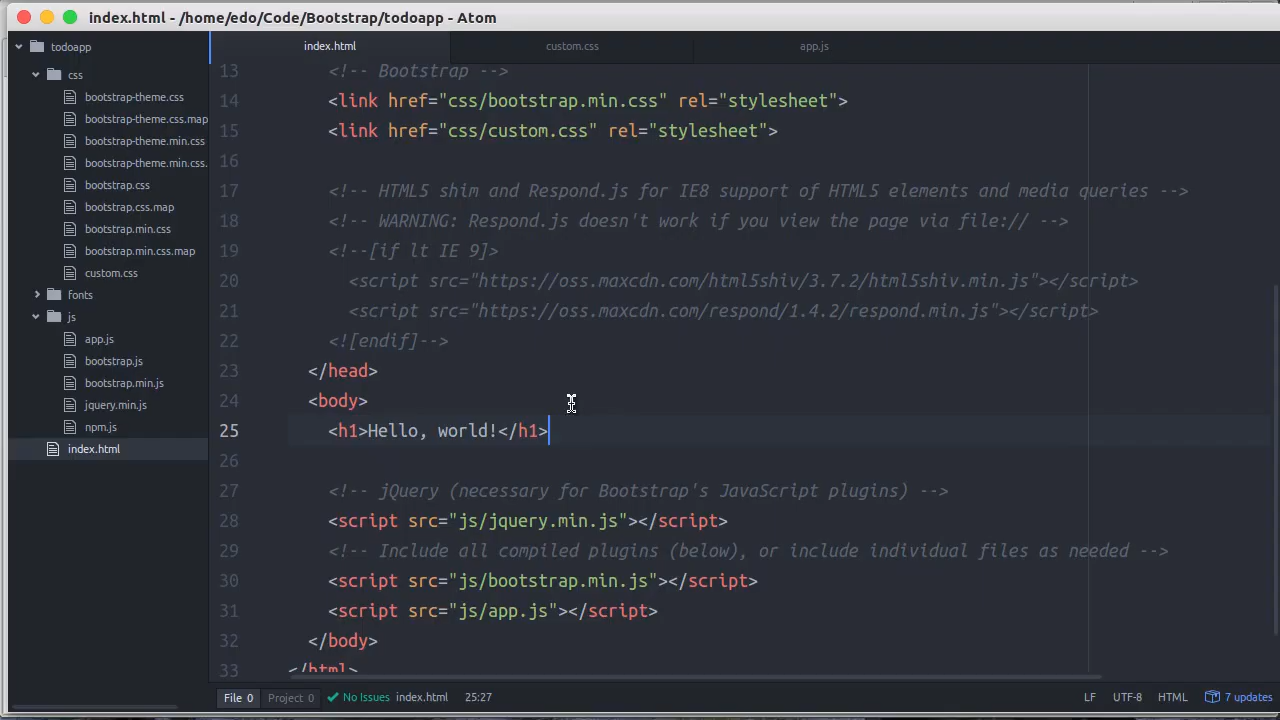 index.html - /home/edo/Code/Bootstrap/todoapp - Atom
todoapp
css
bootstrap-theme.css
bootstrap-theme.css.map
bootstrap-theme.min.css
bootstrap-theme.min.css.
bootstrap.css
bootstrap.css.map
bootstrap.min.css
bootstrap.min.css.map
custom.css
fonts
js
app.js
bootstrap.js
bootstrap.min.js
jquery.min.js
npm.js
index.html
index.html custom.css app.js
13 <!-- Bootstrap -->
14 <link href="css/bootstrap.min.css" rel="stylesheet">
15 <link href="css/custom.css" rel="stylesheet">
16
17 <!-- HTML5 shim and Respond.js for IE8 support of HTML5 elements and media queries -->
18 <!-- WARNING: Respond.js doesn't work if you view the page via file:// -->
19 <!--[if lt IE 9]>
20 <script src="https://oss.maxcdn.com/html5shiv/3.7.2/html5shiv.min.js"></script>
21 <script src="https://oss.maxcdn.com/respond/1.4.2/respond.min.js"></script>
22 <![endif]-->
23 </head>
24 <body>
25 <h1>Hello, world!</h1>
26
27 <!-- jQuery (necessary for Bootstrap's JavaScript plugins) -->
28 <script src="js/jquery.min.js"></script>
29 <!-- Include all compiled plugins (below), or include individual files as needed -->
30 <script src="js/bootstrap.min.js"></script>
31 <script src="js/app.js"></script>
32 </body>
33 </html>
File 0 Project 0 No Issues index.html 25:27 LF UTF-8 HTML 7 updates